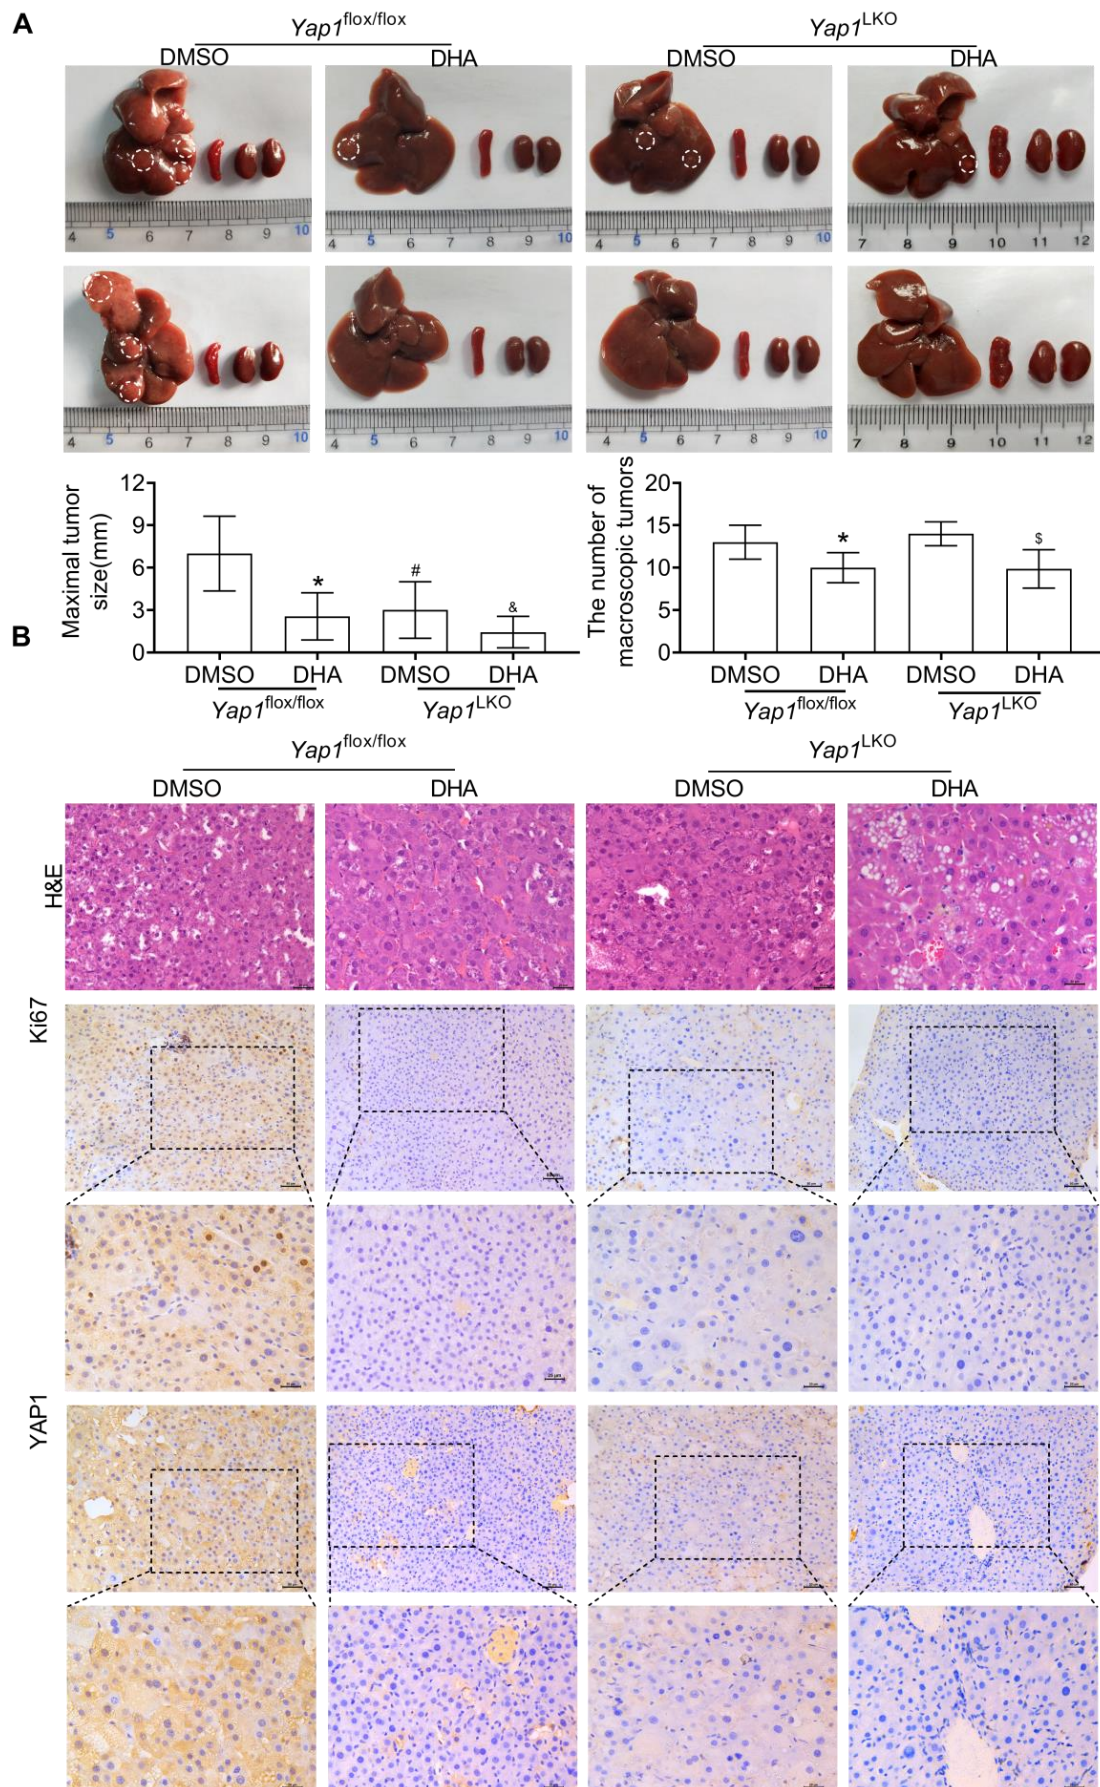 A
Yap1flox/flox
Yap1LKO
DMSO
DHA
DMSO
DHA
4 5 6 7 8 9 10
4 5 6 7 8 9 10
4 5 6 7 8 9 10
7 8 9 10 11 12
4 5 6 7 8 9 10
4 5 6 7 8 9 10
4 5 6 7 8 9 10
7 8 9 10 11 12
Maximal tumor
size(mm)
12
9
6
3
0
*
#
&
DMSO DHA DMSO DHA
Yap1flox/flox Yap1LKO
The number of
macroscopic tumors
20
15
10
5
0
*
$
DMSO DHA DMSO DHA
Yap1flox/flox Yap1LKO
B
Yap1flox/flox
Yap1LKO
DMSO
DHA
DMSO
DHA
H&E
Ki67
20 μm
YAP1